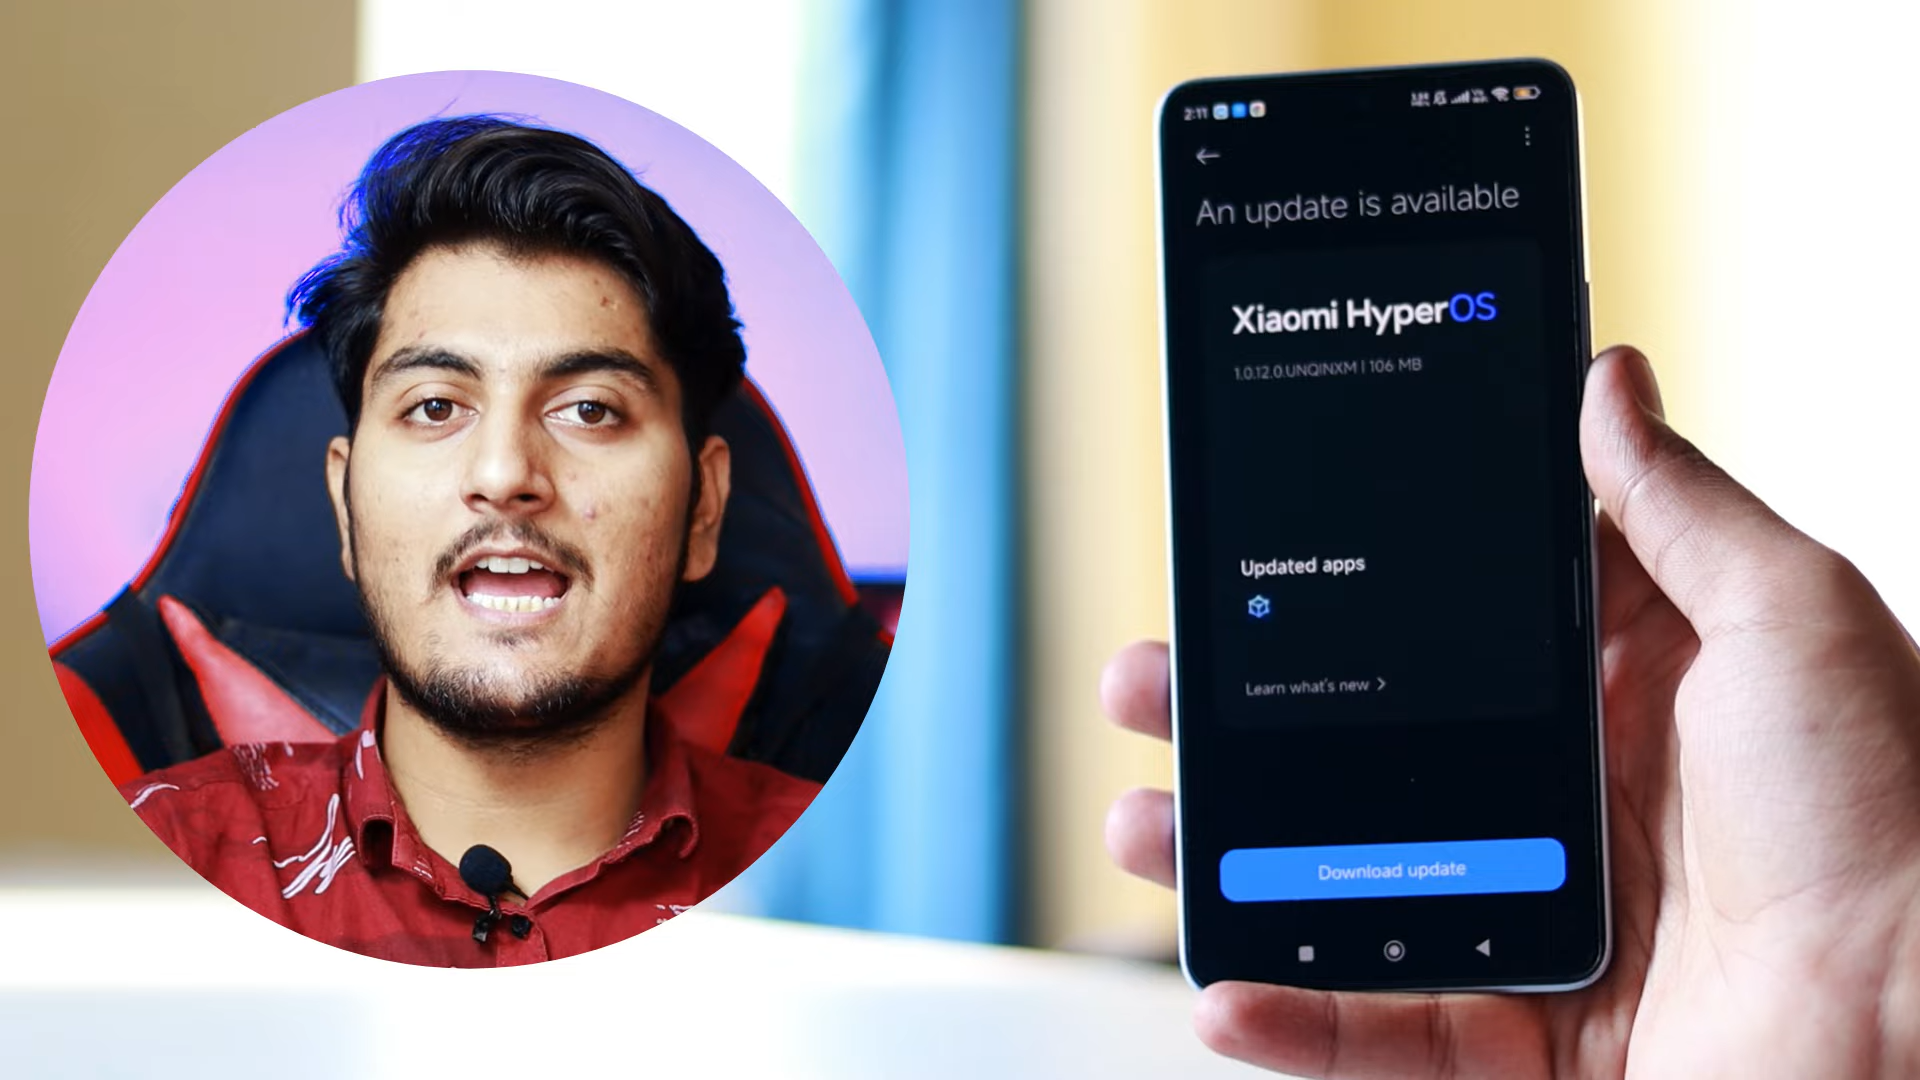 2:11
An update is available
Xiaomi HyperOS
1.0.12.0.UNQINXM | 106 MB
Updated apps
Learn what's new >
Download update